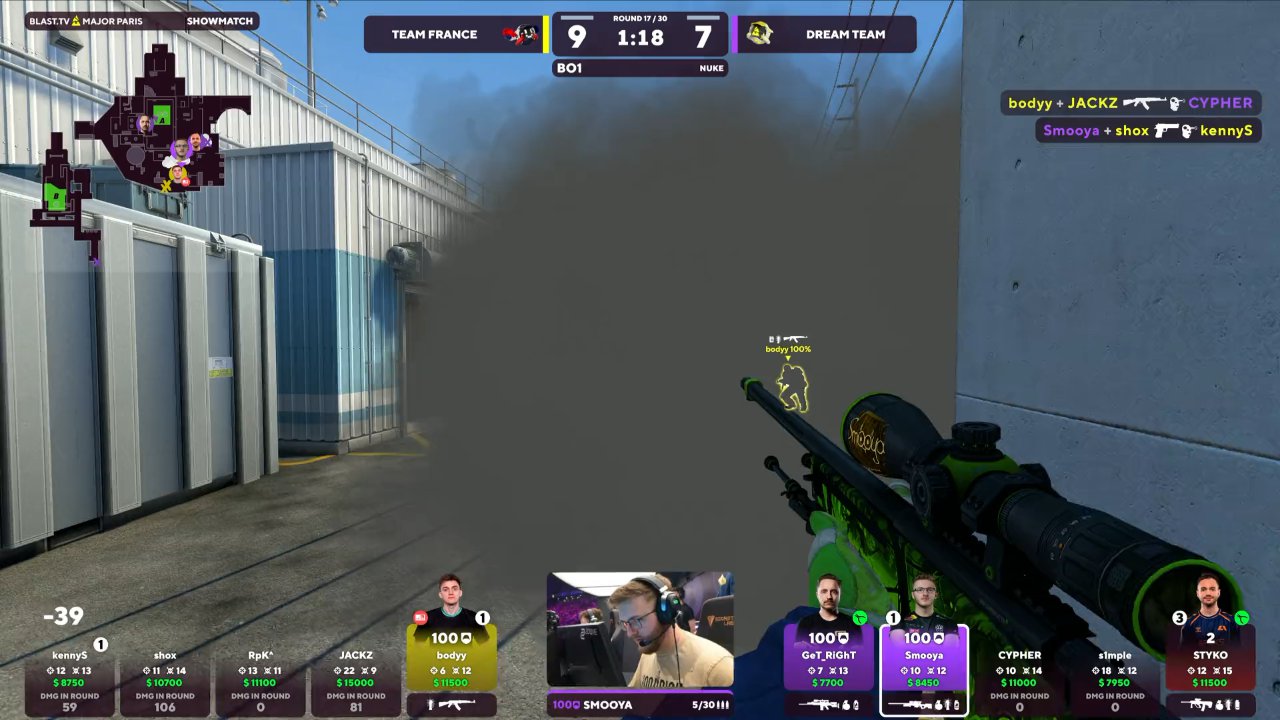 BLAST.TV MAJOR PARIS SHOWMATCH
TEAM FRANCE 9 ROUND 17 / 30 1:18 7 DREAM TEAM
BO1 NUKE
bodyy + JACKZ CYPHER
Smooya + shox kennyS
A
B
bodyy 100%
Smooya
-39
kennyS 1
12 13
$ 8750
DMG IN ROUND
59
shox
11 14
$ 10700
DMG IN ROUND
106
RpK^
13 11
$ 11100
DMG IN ROUND
0
JACKZ
22 9
$ 15000
DMG IN ROUND
81
1
100
bodyy
6 12
$ 11500
100 SMOOYA 5/30
100
GeT_RiGhT
7 13
$ 7700
1
100
Smooya
10 12
$ 8450
CYPHER
10 14
$ 11000
DMG IN ROUND
0
s1mple
18 12
$ 7950
DMG IN ROUND
0
3
2
STYKO
12 15
$ 11500